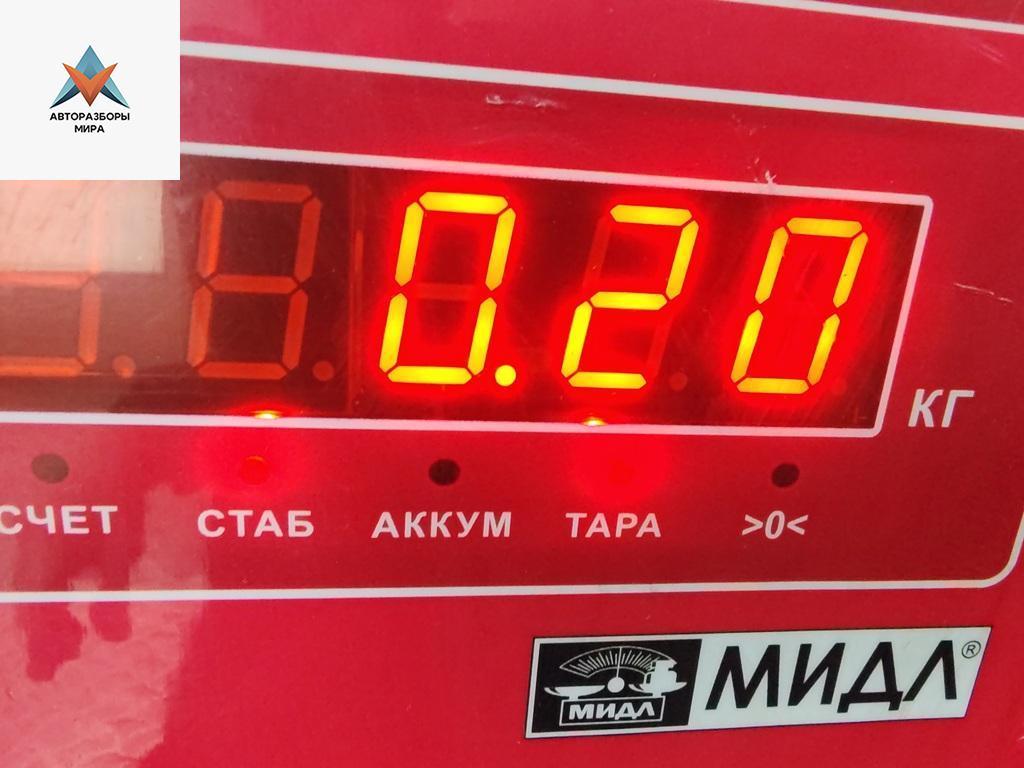 АВТОРАЗБОРЫ
МИРА
0.20
КГ
СЧЕТ СТАБ АККУМ ТАРА >0<
МИДЛ МИДЛ®